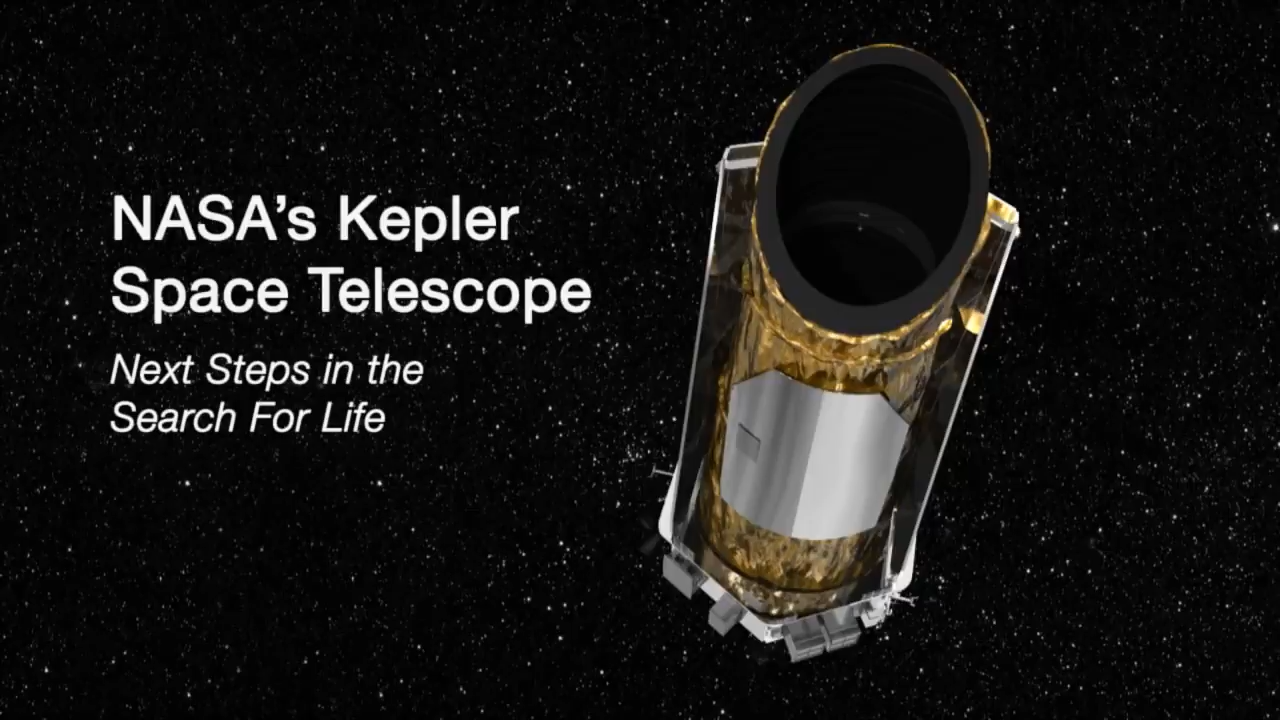 NASA’s Kepler
Space Telescope
Next Steps in the
Search For Life